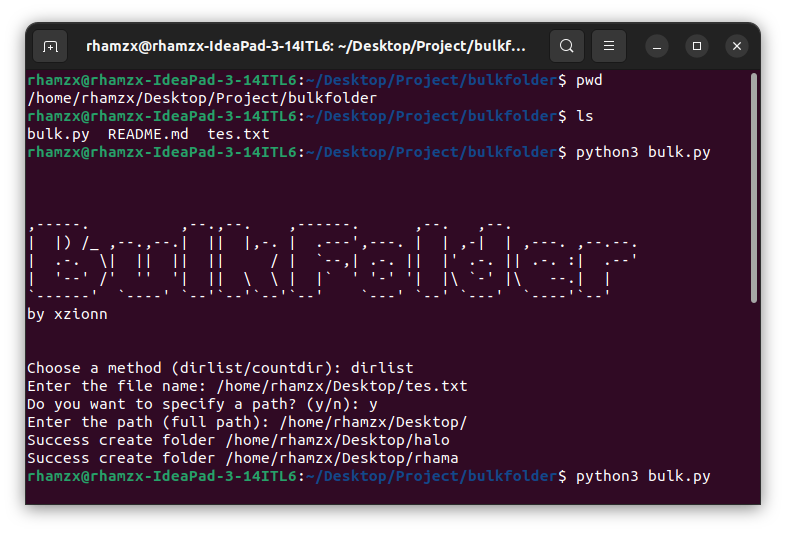 rhamzx@rhamzx-IdeaPad-3-14ITL6: ~/Desktop/Project/bulkf...
rhamzx@rhamzx-IdeaPad-3-14ITL6:~/Desktop/Project/bulkfolder$ pwd
/home/rhamzx/Desktop/Project/bulkfolder
rhamzx@rhamzx-IdeaPad-3-14ITL6:~/Desktop/Project/bulkfolder$ ls
bulk.py  README.md  tes.txt
rhamzx@rhamzx-IdeaPad-3-14ITL6:~/Desktop/Project/bulkfolder$ python3 bulk.py
BulkFolder
by xzionn
Choose a method (dirlist/countdir): dirlist
Enter the file name: /home/rhamzx/Desktop/tes.txt
Do you want to specify a path? (y/n): y
Enter the path (full path): /home/rhamzx/Desktop/
Success create folder /home/rhamzx/Desktop/halo
Success create folder /home/rhamzx/Desktop/rhama
rhamzx@rhamzx-IdeaPad-3-14ITL6:~/Desktop/Project/bulkfolder$ python3 bulk.py